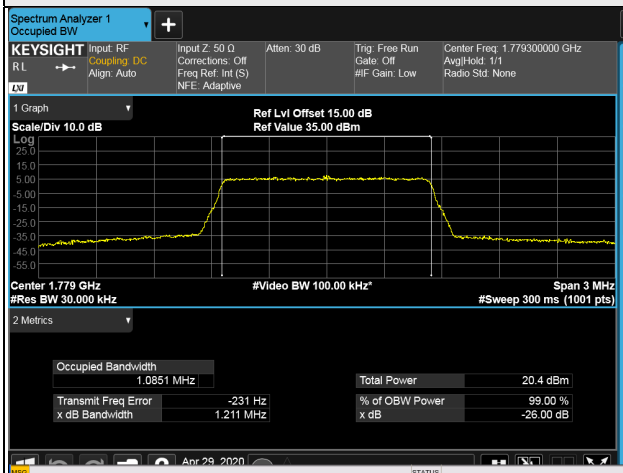 Spectrum Analyzer 1
Occupied BW
KEYSIGHT Input: RF Input Z: 50 Ω Atten: 30 dB Trig: Free Run Center Freq: 1.779300000 GHz
RL Coupling: DC Corrections: Off Gate: Off Avg|Hold: 1/1
Align: Auto Freq Ref: Int (S) #IF Gain: Low Radio Std: None
LXI NFE: Adaptive
1 Graph
Ref Lvl Offset 15.00 dB
Scale/Div 10.0 dB Ref Value 35.00 dBm
Log
25.0
15.0
5.00
-5.00
-15.0
-25.0
-35.0
-45.0
-55.0
Center 1.779 GHz #Video BW 100.00 kHz* Span 3 MHz
#Res BW 30.000 kHz #Sweep 300 ms (1001 pts)
2 Metrics
Occupied Bandwidth
1.0851 MHz Total Power 20.4 dBm
Transmit Freq Error -231 Hz % of OBW Power 99.00 %
x dB Bandwidth 1.211 MHz x dB -26.00 dB
Apr 29, 2020
MSG STATUS